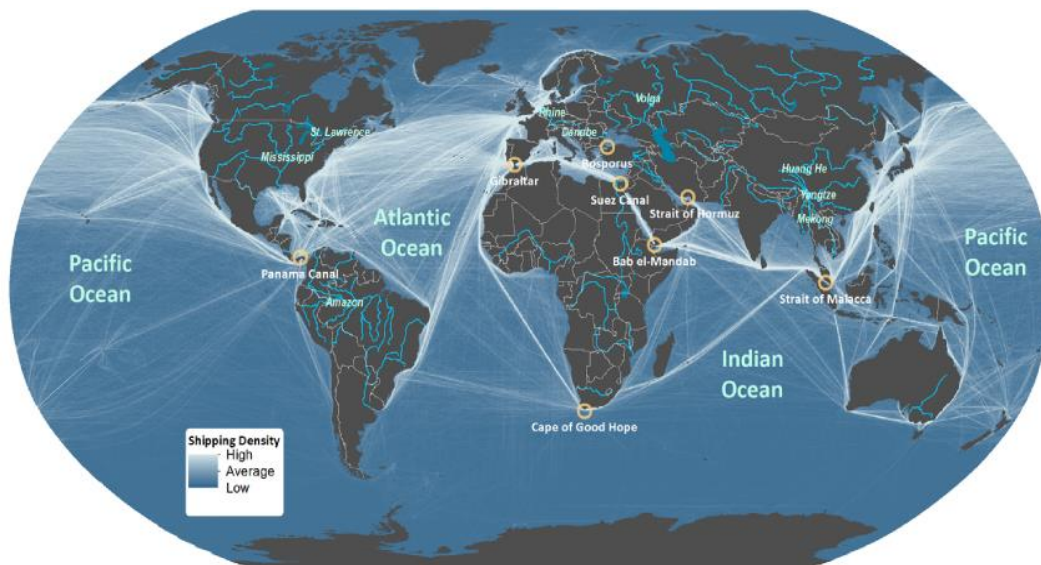 Volga
Rhine
Danube
St. Lawrence
Mississippi
Bosporus
Gibraltar
Huang He
Yangtze
Suez Canal
Strait of Hormuz
Mekong
Atlantic
Ocean
Bab el-Mandab
Pacific
Ocean
Panama Canal
Pacific
Ocean
Strait of Malacca
Amazon
Indian
Ocean
Cape of Good Hope
Shipping Density
High
Average
Low